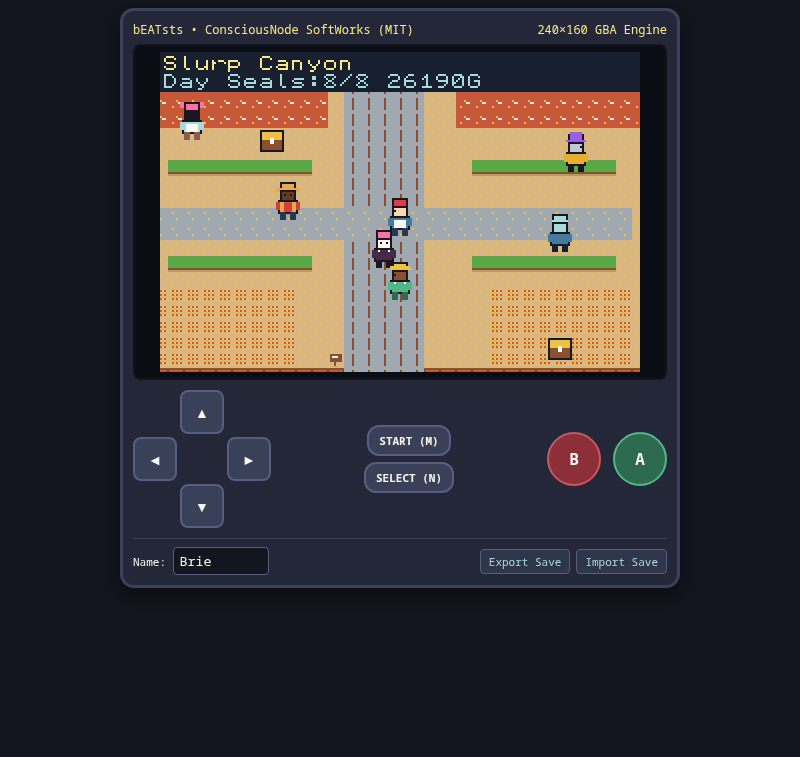 bEATsts • ConsciousNode SoftWorks (MIT)
240×160 GBA Engine
Slurp Canyon
Day Seals:8/8 26190G
▲
◀ ▶
▼
START (M)
SELECT (N)
B A
Name: Brie
Export Save Import Save